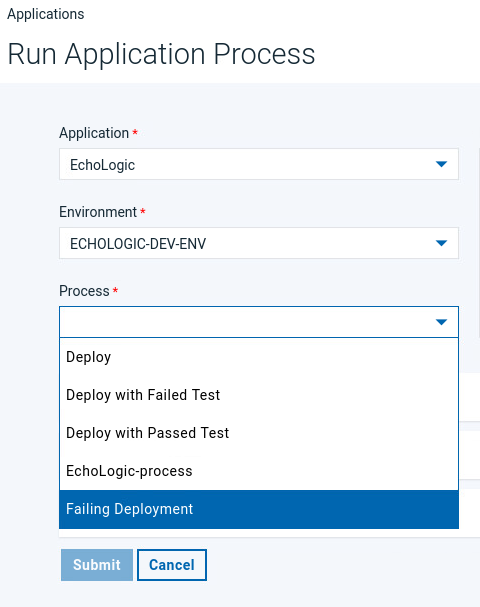 Applications
Run Application Process
Application *
EchoLogic
Environment *
ECHOLOGIC-DEV-ENV
Process *
Deploy
Deploy with Failed Test
Deploy with Passed Test
EchoLogic-process
Failing Deployment
Submit
Cancel